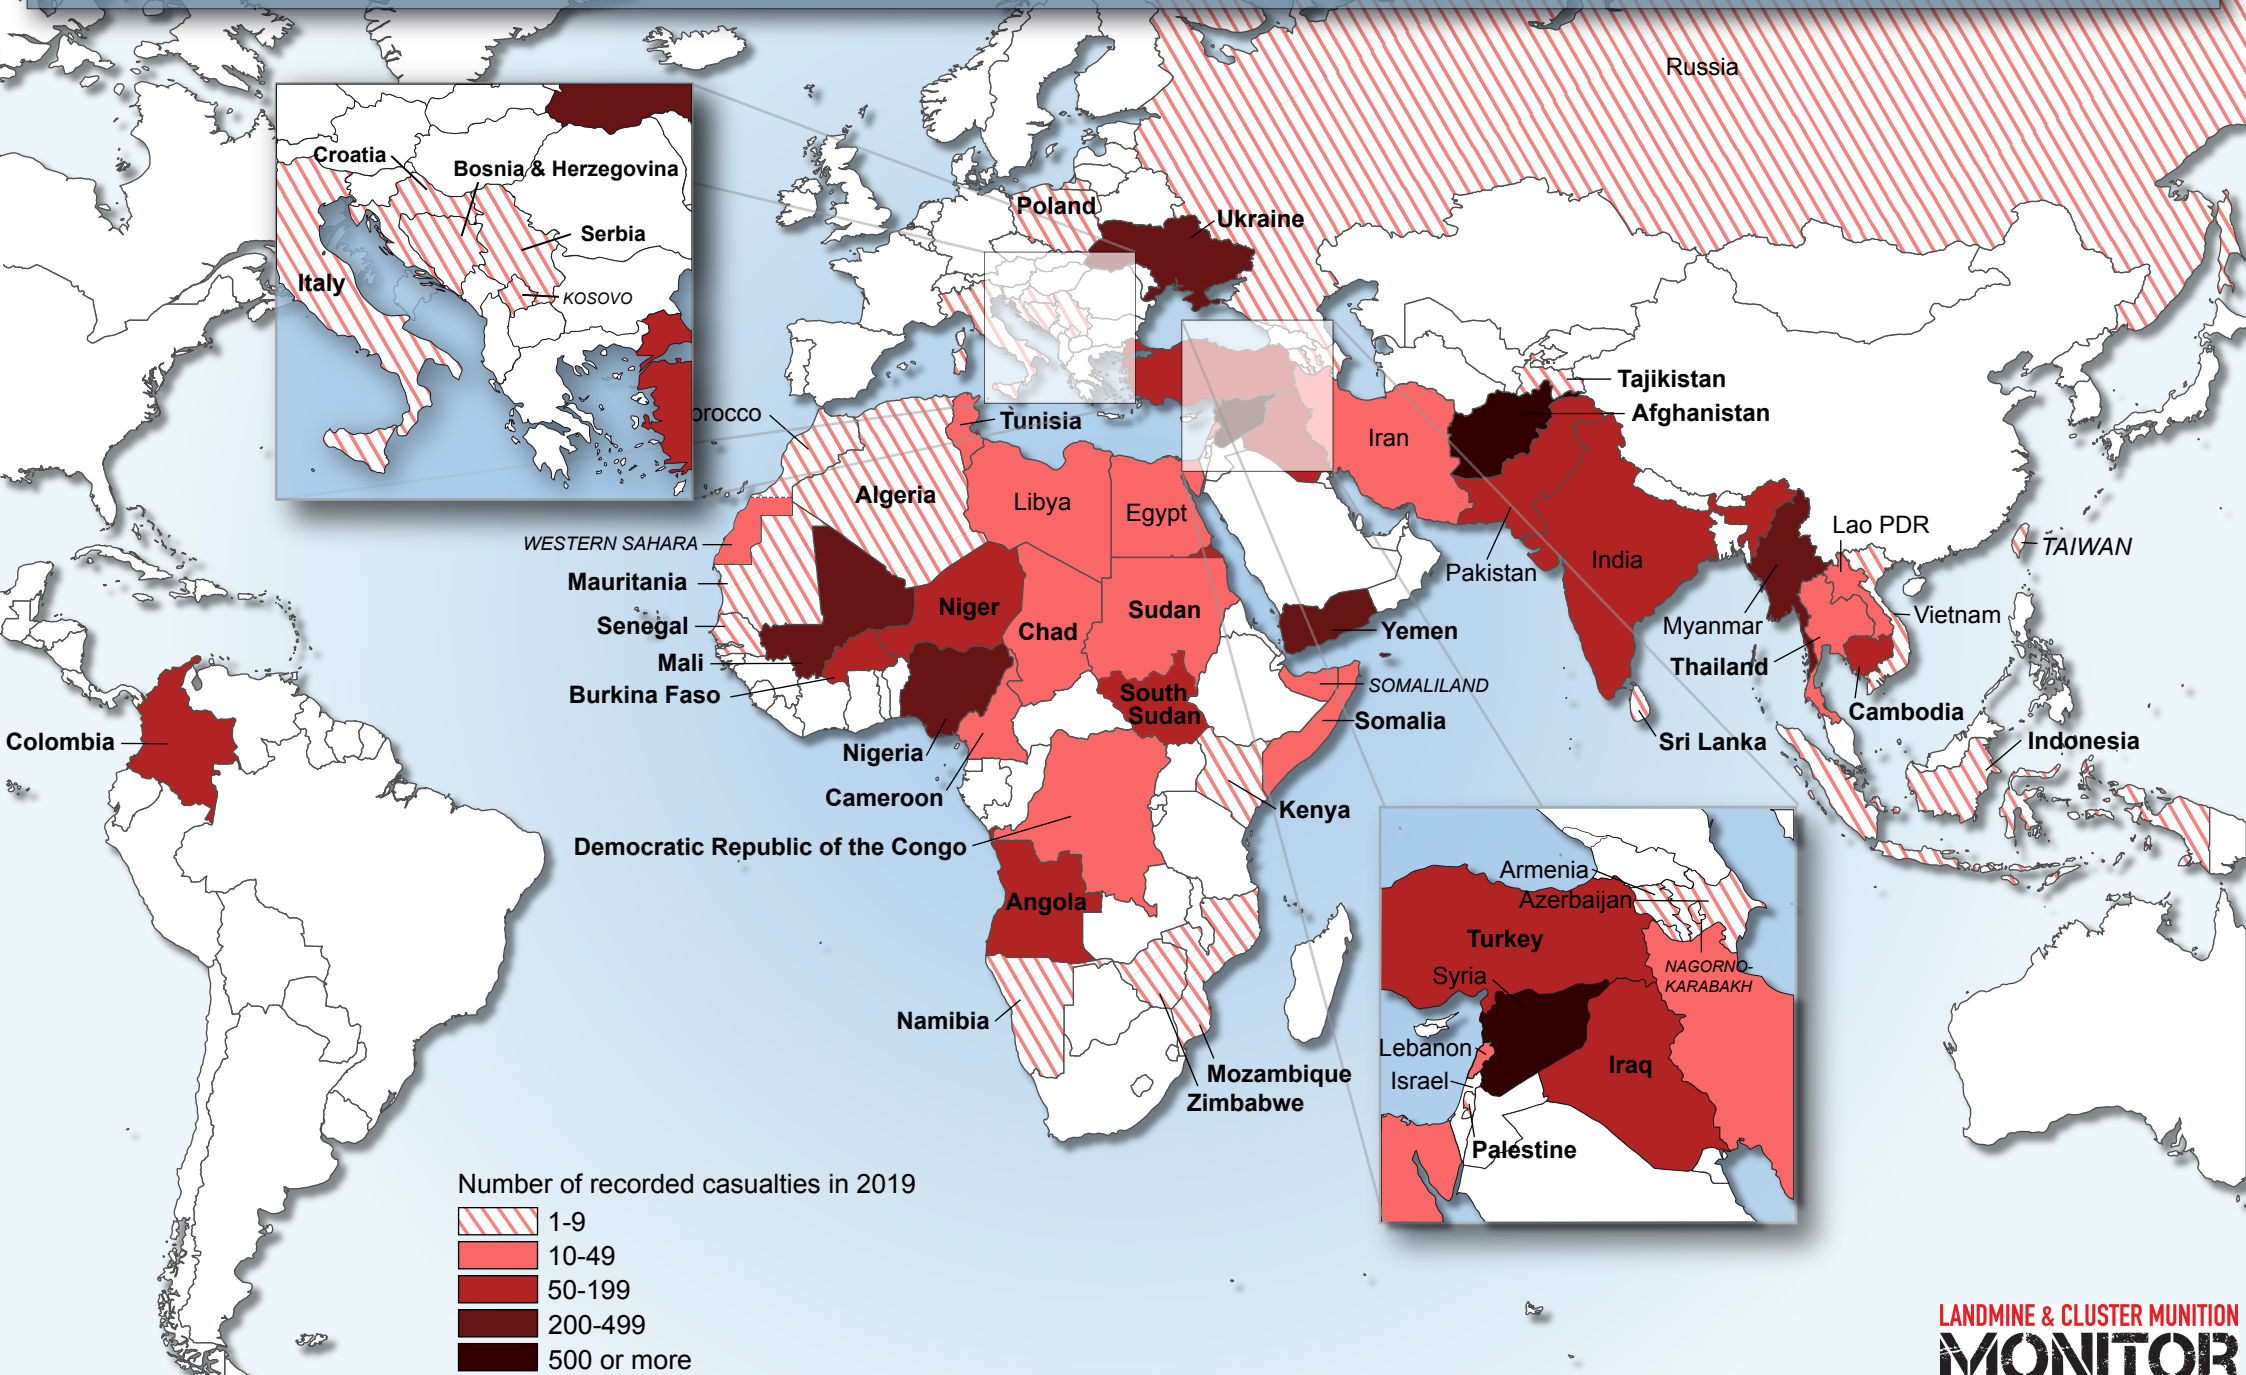 Russia
Croatia
Bosnia & Herzegovina
Serbia
Italy
KOSOVO
Poland
Ukraine
Tajikistan
Afghanistan
orocco
Tunisia
Iran
Algeria
Libya
Egypt
WESTERN SAHARA
Mauritania
Senegal
Mali
Burkina Faso
Niger
Chad
Sudan
South
Sudan
Yemen
SOMALILAND
Somalia
Pakistan
India
Lao PDR
TAIWAN
Myanmar
Vietnam
Thailand
Cambodia
Sri Lanka
Indonesia
Colombia
Nigeria
Cameroon
Kenya
Democratic Republic of the Congo
Angola
Namibia
Mozambique
Zimbabwe
Armenia
Azerbaijan
Turkey
Syria
NAGORNO-
KARABAKH
Lebanon
Israel
Iraq
Palestine
Number of recorded casualties in 2019
1-9
10-49
50-199
200-499
500 or more
LANDMINE & CLUSTER MUNITION
MONITOR